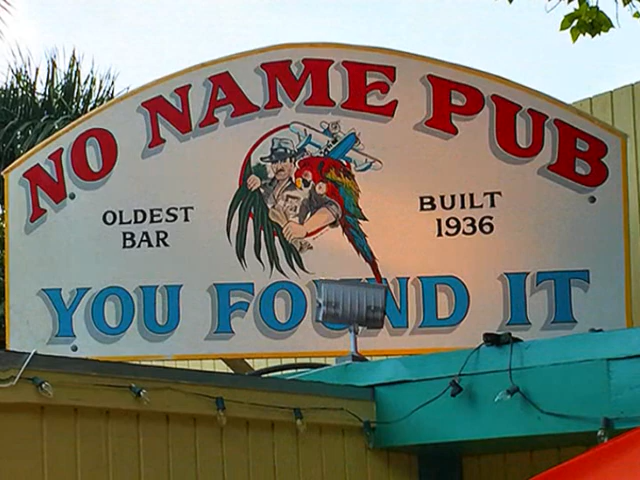 NO NAME PUB
OLDEST
BAR
BUILT
1936
YOU FOUND IT